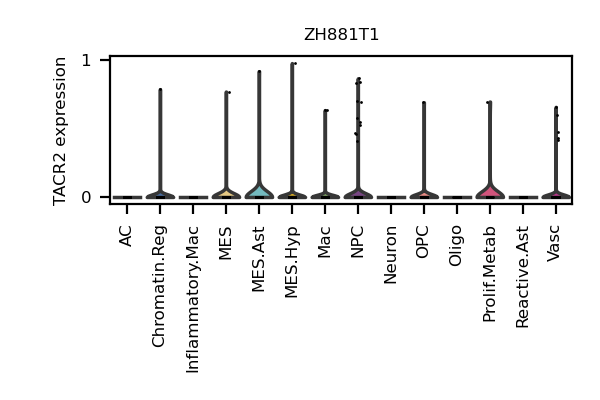 ZH881T1
TACR2 expression
1
0
AC
Chromatin.Reg
Inflammatory.Mac
MES
MES.Ast
MES.Hyp
Mac
NPC
Neuron
OPC
Oligo
Prolif.Metab
Reactive.Ast
Vasc